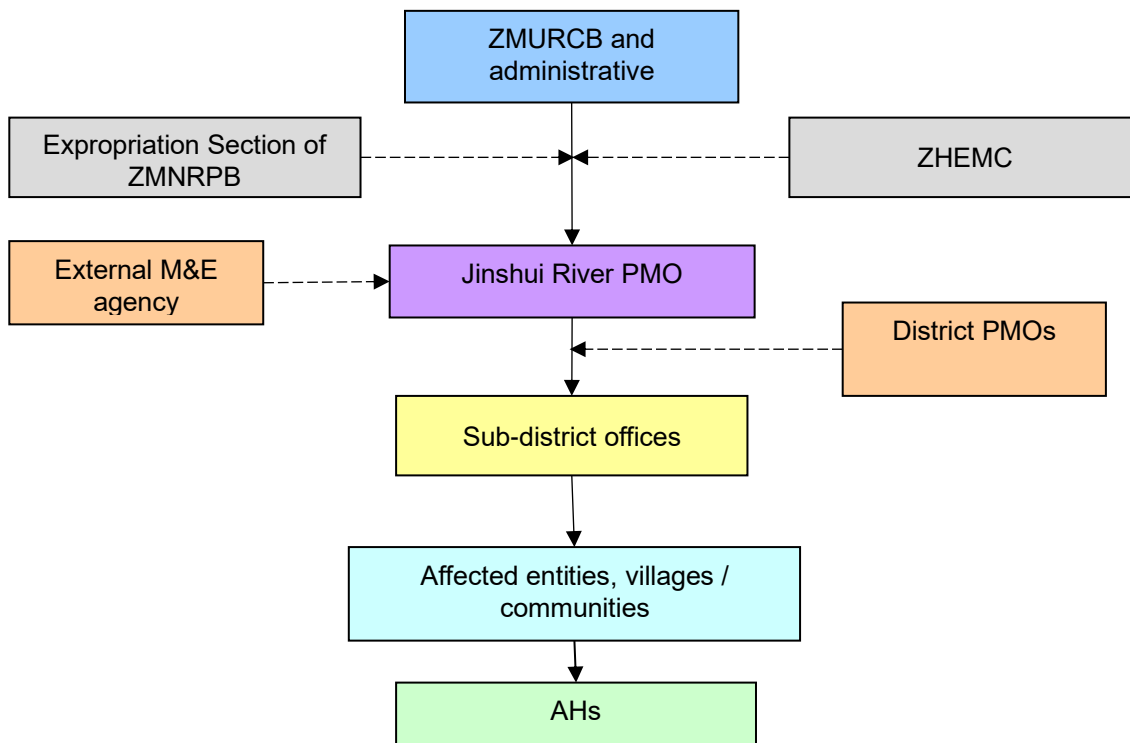 ZMURCB and
administrative
Expropriation Section of
ZMNRPB
ZHEMC
External M&E
agency
Jinshui River PMO
District PMOs
Sub-district offices
Affected entities, villages /
communities
AHs